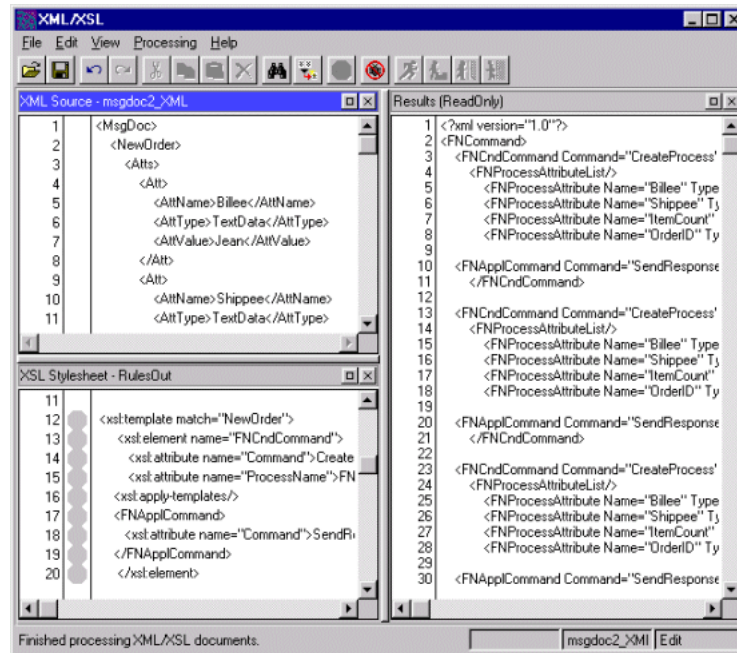 XML/XSL
File Edit View Processing Help
XML Source - msgdoc2_XML
1 <MsgDoc>
2 <NewOrder>
3 <Atts>
4 <Att>
5 <AttName>Billee</AttName>
6 <AttType>TextData</AttType>
7 <AttValue>Jean</AttValue>
8 </Att>
9 <Att>
10 <AttName>Shippee</AttName>
11 <AttType>TextData</AttType>
XSL Stylesheet - RulesOut
11
12 <xsl:template match="NewOrder">
13 <xsl:element name="FNCndCommand">
14 <xsl:attribute name="Command">Create
15 <xsl:attribute name="ProcessName">FN
16 <xsl:apply-templates/>
17 <FNApplCommand>
18 <xsl:attribute name="Command">SendR
19 </FNApplCommand>
20 </xsl:element>
Results (ReadOnly)
1 <?xml version="1.0"?>
2 <FNCommand>
3 <FNCndCommand Command="CreateProcess"
4 <FNProcessAttributeList/>
5 <FNProcessAttribute Name="Billee" Type
6 <FNProcessAttribute Name="Shippee" Ty
7 <FNProcessAttribute Name="ItemCount"
8 <FNProcessAttribute Name="OrderID" Ty
9
10 <FNApplCommand Command="SendResponse
11 </FNCndCommand>
12
13 <FNCndCommand Command="CreateProcess"
14 <FNProcessAttributeList/>
15 <FNProcessAttribute Name="Billee" Type
16 <FNProcessAttribute Name="Shippee" Ty
17 <FNProcessAttribute Name="ItemCount"
18 <FNProcessAttribute Name="OrderID" Ty
19
20 <FNApplCommand Command="SendResponse
21 </FNCndCommand>
22
23 <FNCndCommand Command="CreateProcess"
24 <FNProcessAttributeList/>
25 <FNProcessAttribute Name="Billee" Type
26 <FNProcessAttribute Name="Shippee" Ty
27 <FNProcessAttribute Name="ItemCount"
28 <FNProcessAttribute Name="OrderID" Ty
29
30 <FNApplCommand Command="SendResponse
Finished processing XML/XSL documents.
msgdoc2_XMI Edit